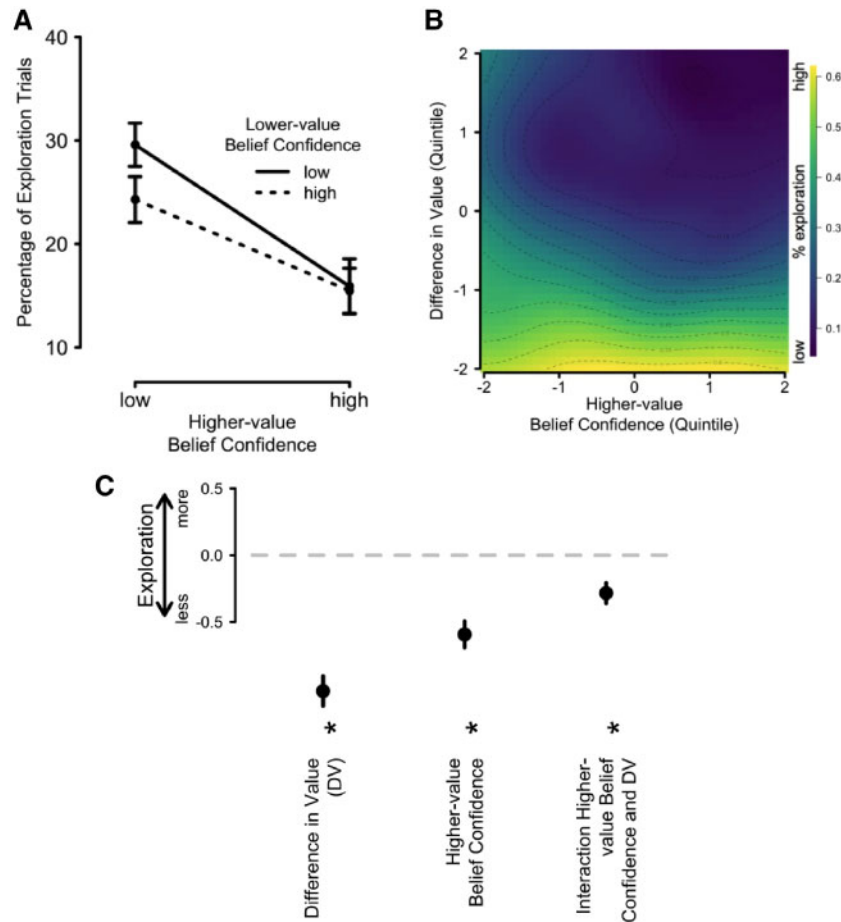 A
40
30
20
10
Percentage of Exploration Trials
Lower-value
Belief Confidence
low
high
low
high
Higher-value
Belief Confidence
B
2
1
0
-1
-2
Difference in Value (Quintile)
-2
-1
0
1
2
Higher-value
Belief Confidence (Quintile)
high
% exploration
low
0.6
0.5
0.4
0.3
0.2
0.1
C
Exploration
more
less
0.5
0.0
-0.5
*
*
*
Difference in Value
(DV)
Higher-value
Belief Confidence
Interaction Higher-
value Belief
Confidence and DV